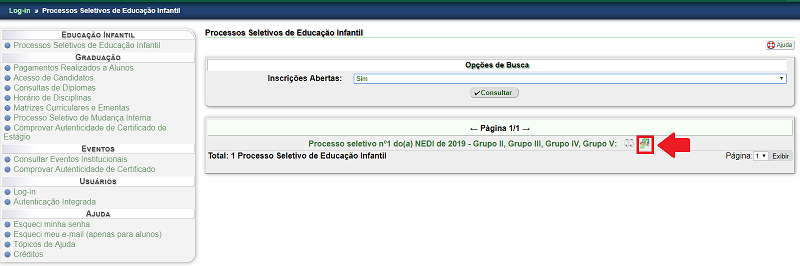 Log-in » Processos Seletivos de Educação Infantil
Educação Infantil
Processos Seletivos de Educação Infantil
Graduação
Pagamentos Realizados a Alunos
Acesso de Candidatos
Consultas de Diplomas
Horário de Disciplinas
Matrizes Curriculares e Ementas
Processo Seletivo de Mudança Interna
Comprovar Autenticidade de Certificado de
Estágio
Eventos
Consultar Eventos Institucionais
Comprovar Autenticidade de Certificado
Usuários
Log-in
Autenticação Integrada
Ajuda
Esqueci minha senha
Esqueci meu e-mail (apenas para alunos)
Tópicos de Ajuda
Créditos
Processos Seletivos de Educação Infantil
Ajuda
Opções de Busca
Inscrições Abertas: Sim
Consultar
Página 1/1
Processo seletivo nº1 do(a) NEDI de 2019 - Grupo II, Grupo III, Grupo IV, Grupo V:
Total: 1 Processo Seletivo de Educação Infantil
Página: 1 Exibir